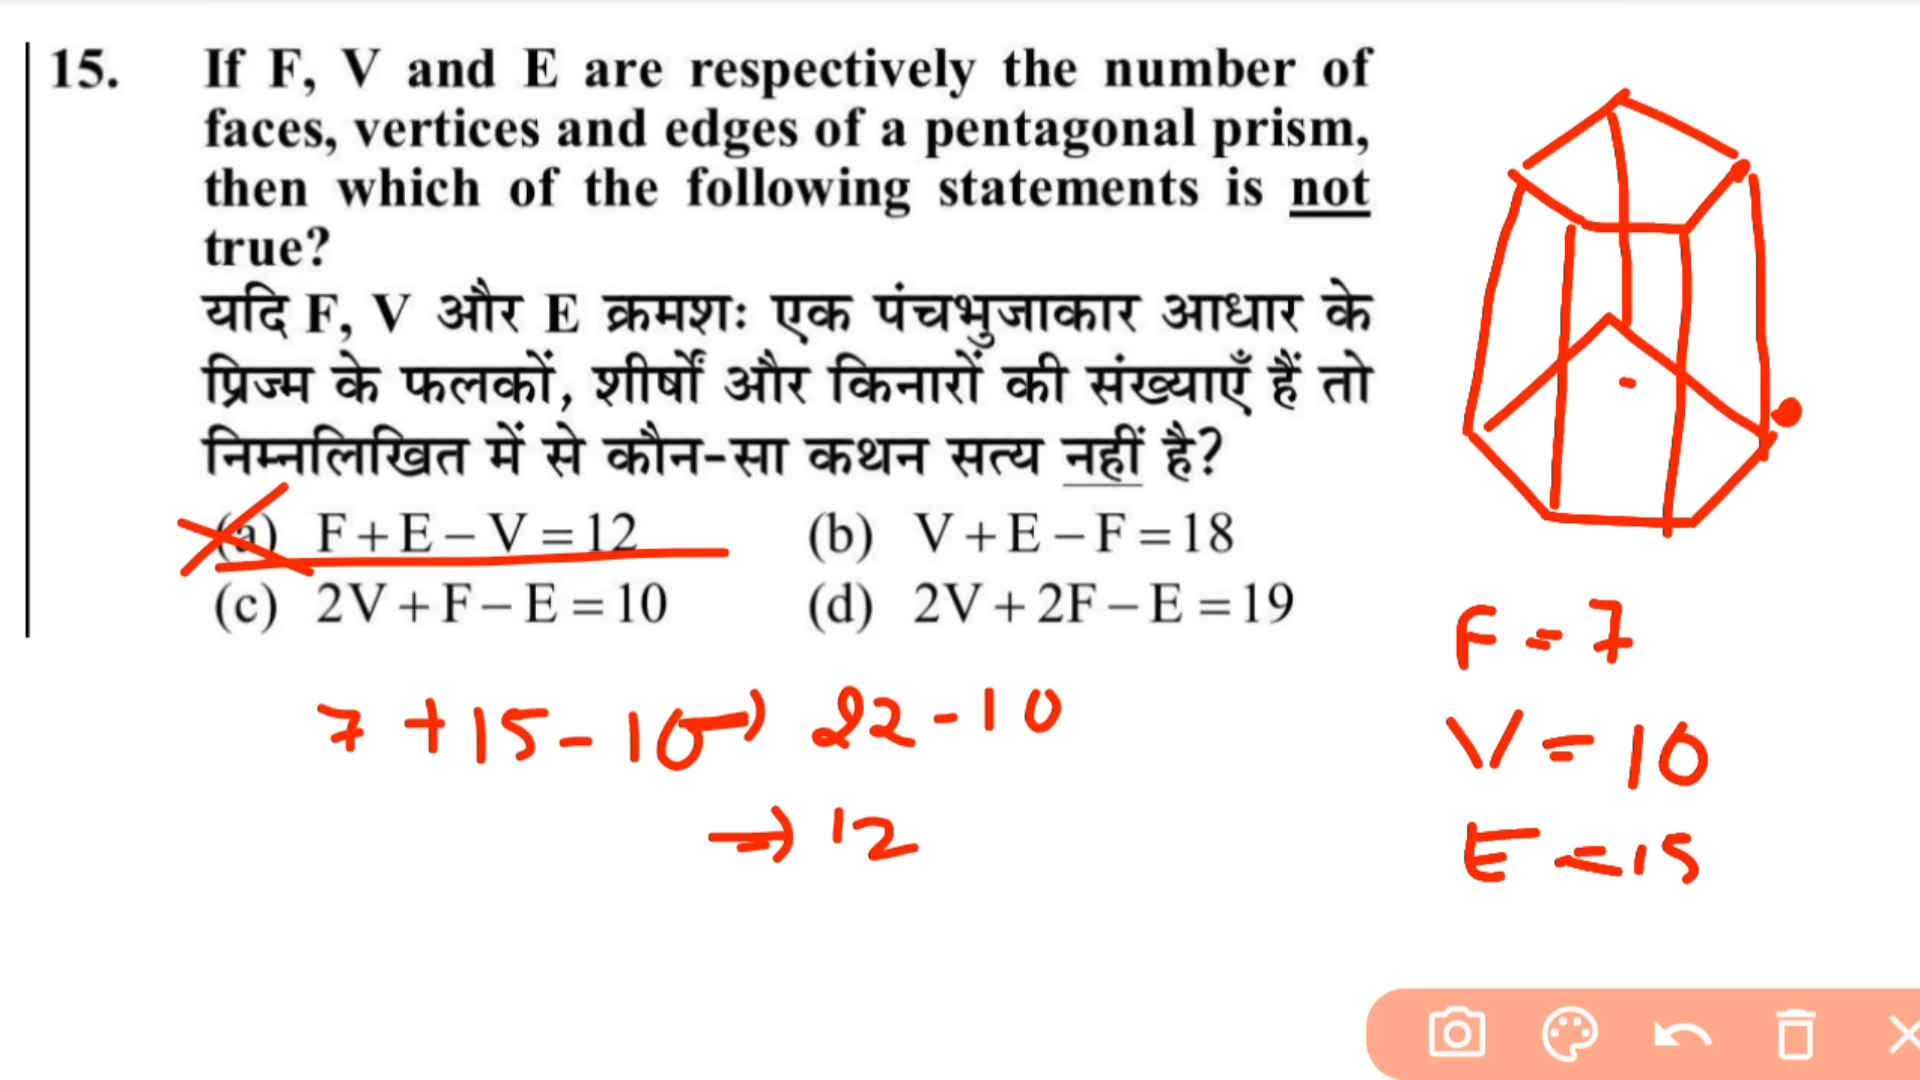 15. If F, V and E are respectively the number of
faces, vertices and edges of a pentagonal prism,
then which of the following statements is not
true?
यदि F, V और E क्रमशः एक पंचभुजाकार आधार के
प्रिज्म के फलकों, शीर्षों और किनारों की संख्याएँ हैं तो
निम्नलिखित में से कौन-सा कथन सत्य नहीं है?
(a) F+E–V=12 (b) V+E–F=18
(c) 2V+F–E=10 (d) 2V+2F–E=19
7 +15-10→ 22-10
→ 12
F = 7
V = 10
E = 15